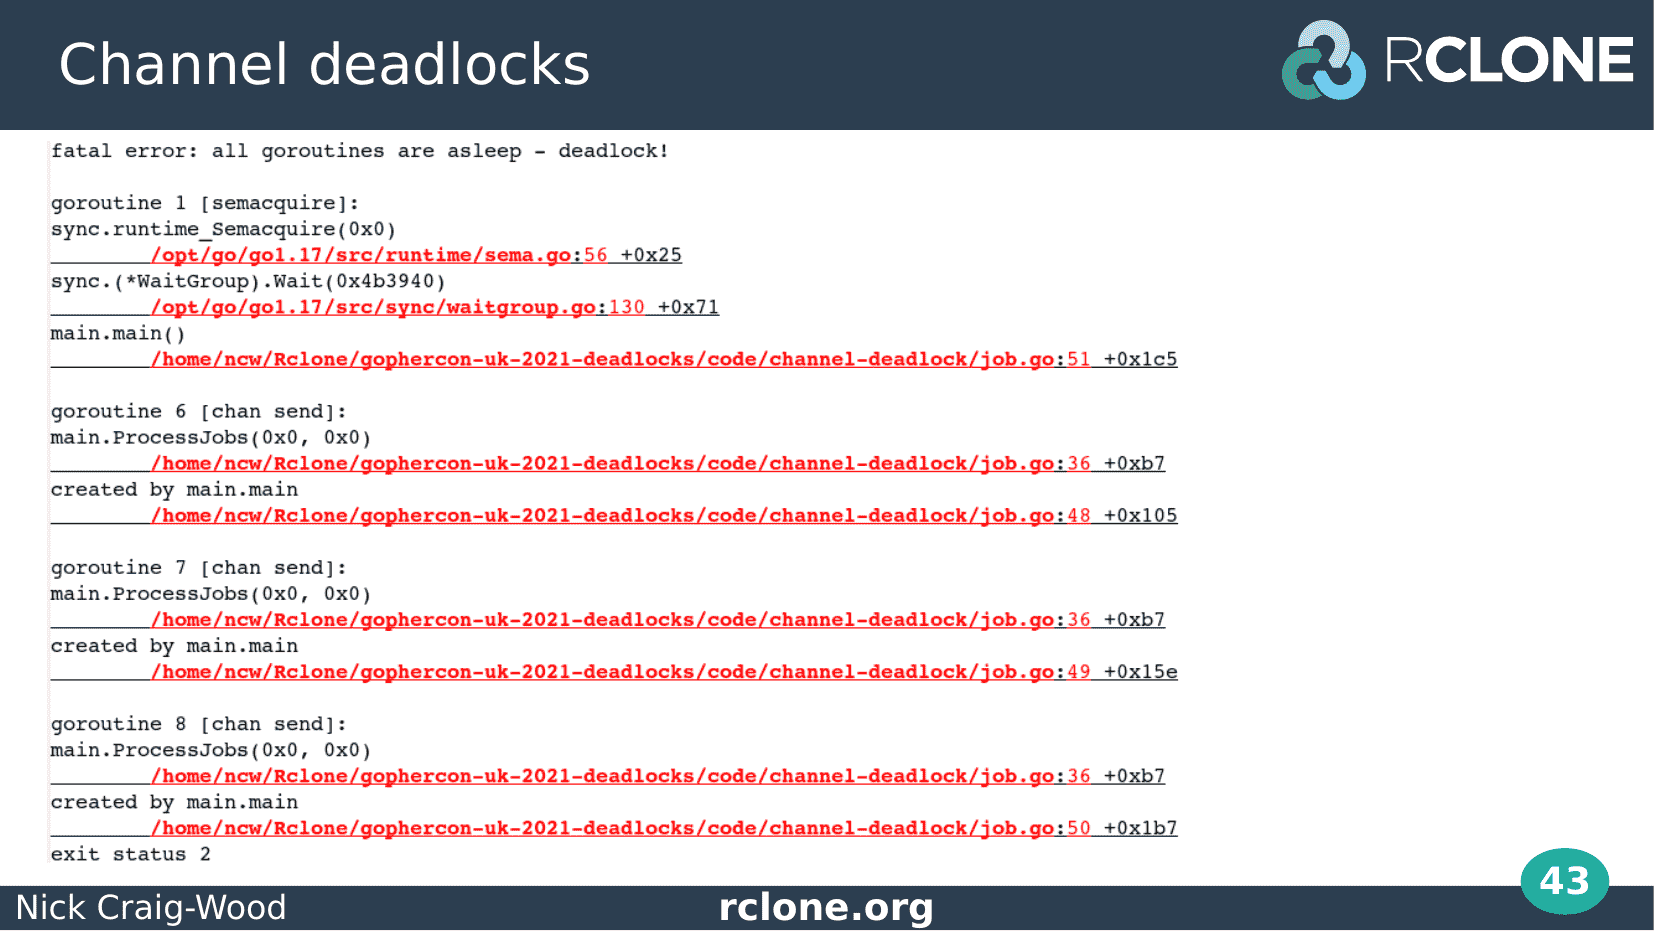 Channel deadlocks
RCLONE
fatal error: all goroutines are asleep - deadlock!
goroutine 1 [semacquire]:
sync.runtime_Semacquire(0x0)
/opt/go/go1.17/src/runtime/sema.go:56 +0x25
sync.(*WaitGroup).Wait(0x4b3940)
/opt/go/go1.17/src/sync/waitgroup.go:130 +0x71
main.main()
/home/ncw/Rclone/gophercon-uk-2021-deadlocks/code/channel-deadlock/job.go:51 +0x1c5
goroutine 6 [chan send]:
main.ProcessJobs(0x0, 0x0)
/home/ncw/Rclone/gophercon-uk-2021-deadlocks/code/channel-deadlock/job.go:36 +0xb7
created by main.main
/home/ncw/Rclone/gophercon-uk-2021-deadlocks/code/channel-deadlock/job.go:48 +0x105
goroutine 7 [chan send]:
main.ProcessJobs(0x0, 0x0)
/home/ncw/Rclone/gophercon-uk-2021-deadlocks/code/channel-deadlock/job.go:36 +0xb7
created by main.main
/home/ncw/Rclone/gophercon-uk-2021-deadlocks/code/channel-deadlock/job.go:49 +0x15e
goroutine 8 [chan send]:
main.ProcessJobs(0x0, 0x0)
/home/ncw/Rclone/gophercon-uk-2021-deadlocks/code/channel-deadlock/job.go:36 +0xb7
created by main.main
/home/ncw/Rclone/gophercon-uk-2021-deadlocks/code/channel-deadlock/job.go:50 +0x1b7
exit status 2
43
Nick Craig-Wood
rclone.org